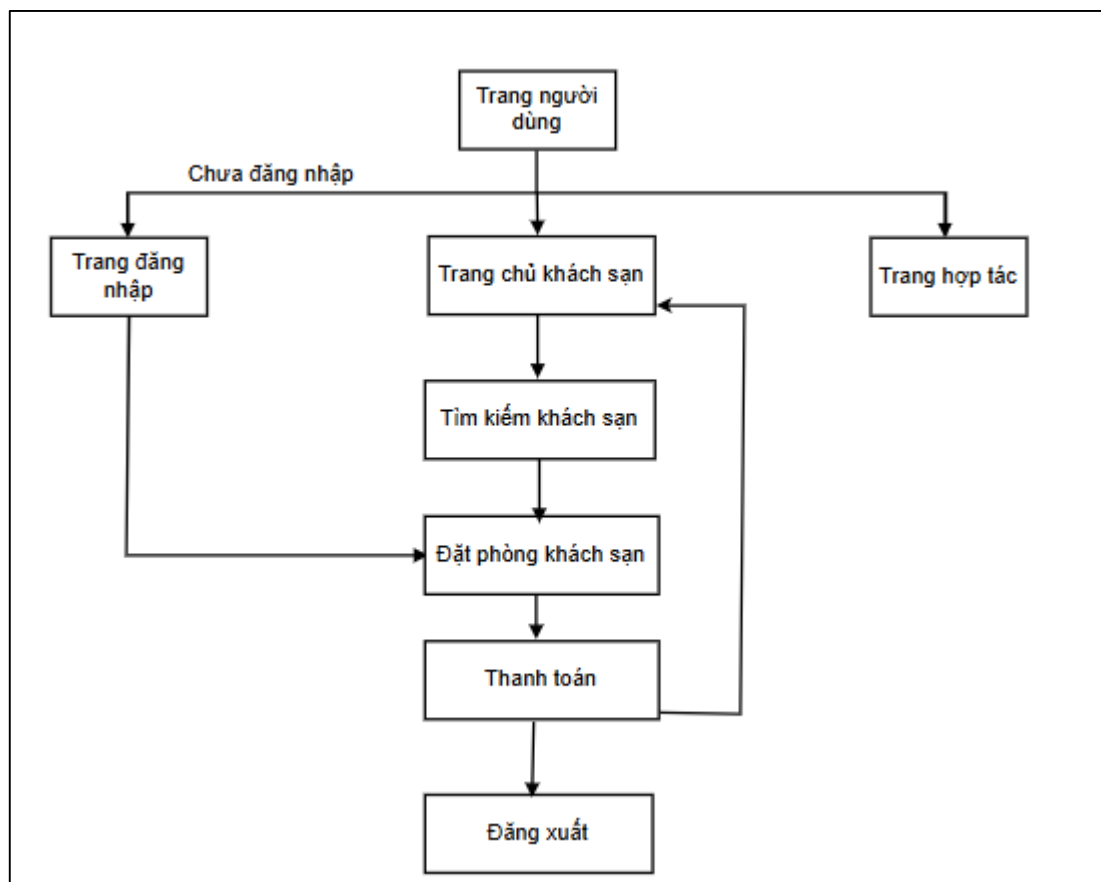 Trang người
dùng
Chưa đăng nhập
Trang đăng
nhập
Trang chủ khách sạn
Trang hợp tác
Tìm kiếm khách sạn
Đặt phòng khách sạn
Thanh toán
Đăng xuất